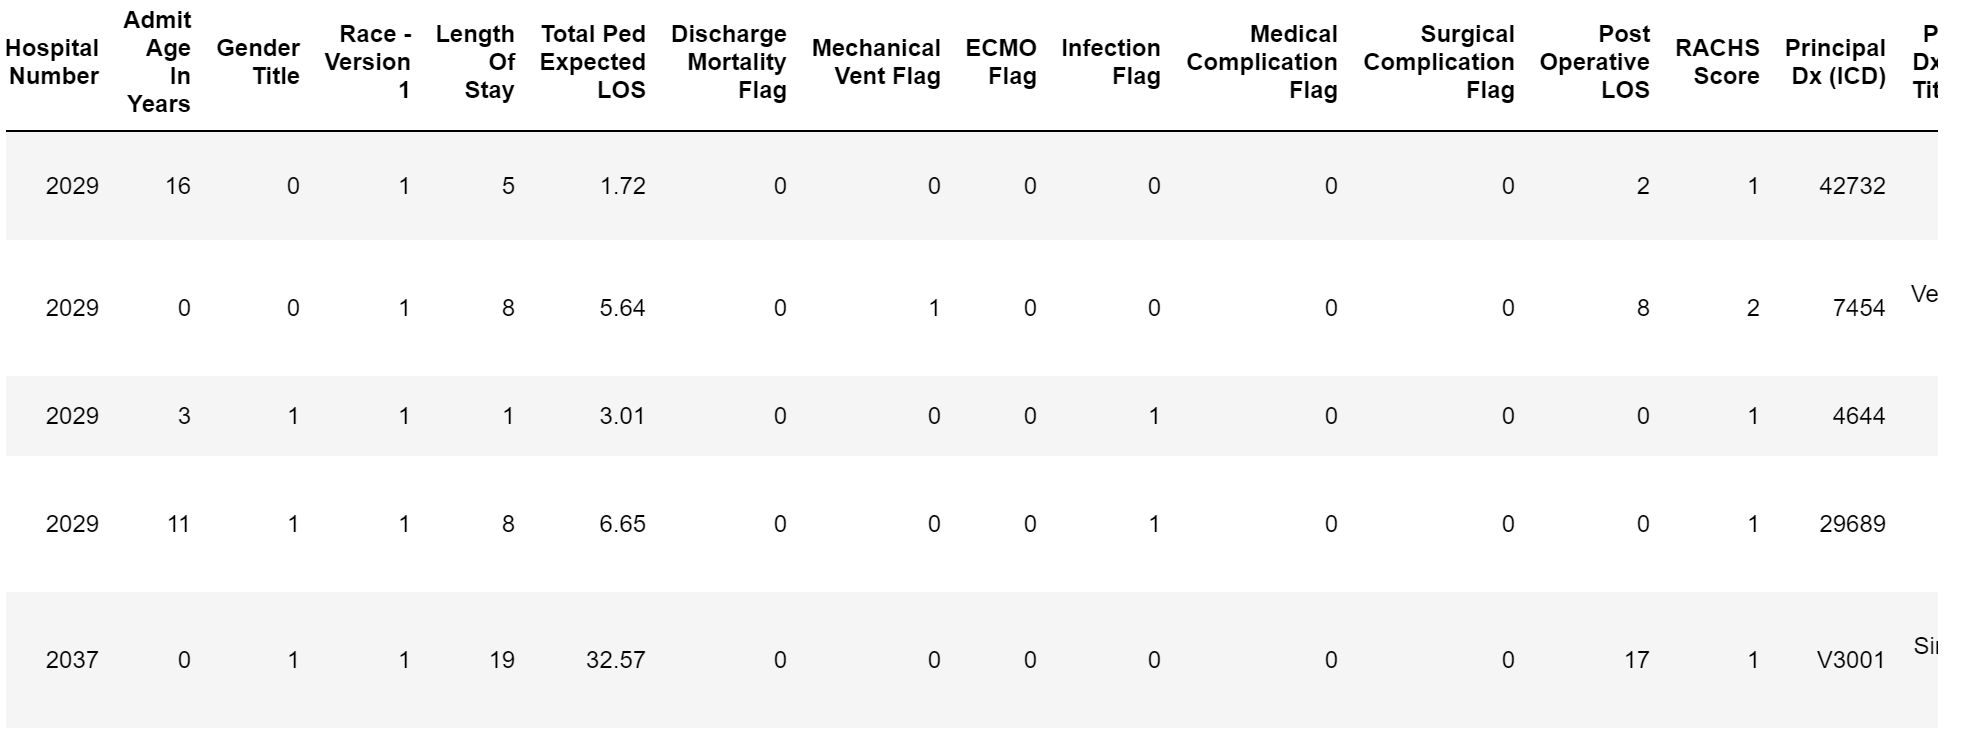 Hospital Number Admit Age In Years Gender Title Race - Version 1 Length Of Stay Total Ped Expected LOS Discharge Mortality Flag Mechanical Vent Flag ECMO Flag Infection Flag Medical Complication Flag Surgical Complication Flag Post Operative LOS RACHS Score Principal Dx (ICD)
2029 16 0 1 5 1.72 0 0 0 0 0 0 2 1 42732
2029 0 0 1 8 5.64 0 1 0 0 0 0 8 2 7454 Ve
2029 3 1 1 1 3.01 0 0 0 1 0 0 0 1 4644
2029 11 1 1 8 6.65 0 0 0 1 0 0 0 1 29689
2037 0 1 1 19 32.57 0 0 0 0 0 0 17 1 V3001